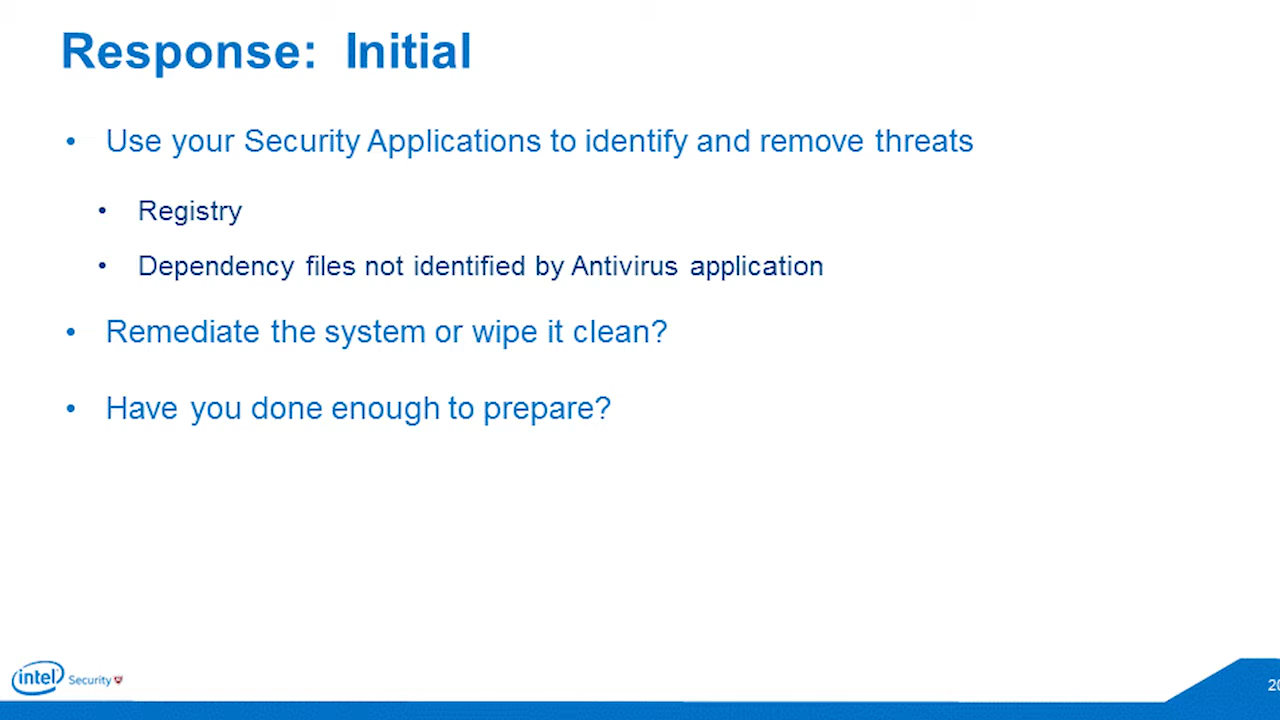 Response: Initial
• Use your Security Applications to identify and remove threats
• Registry
• Dependency files not identified by Antivirus application
• Remediate the system or wipe it clean?
• Have you done enough to prepare?
intel Security